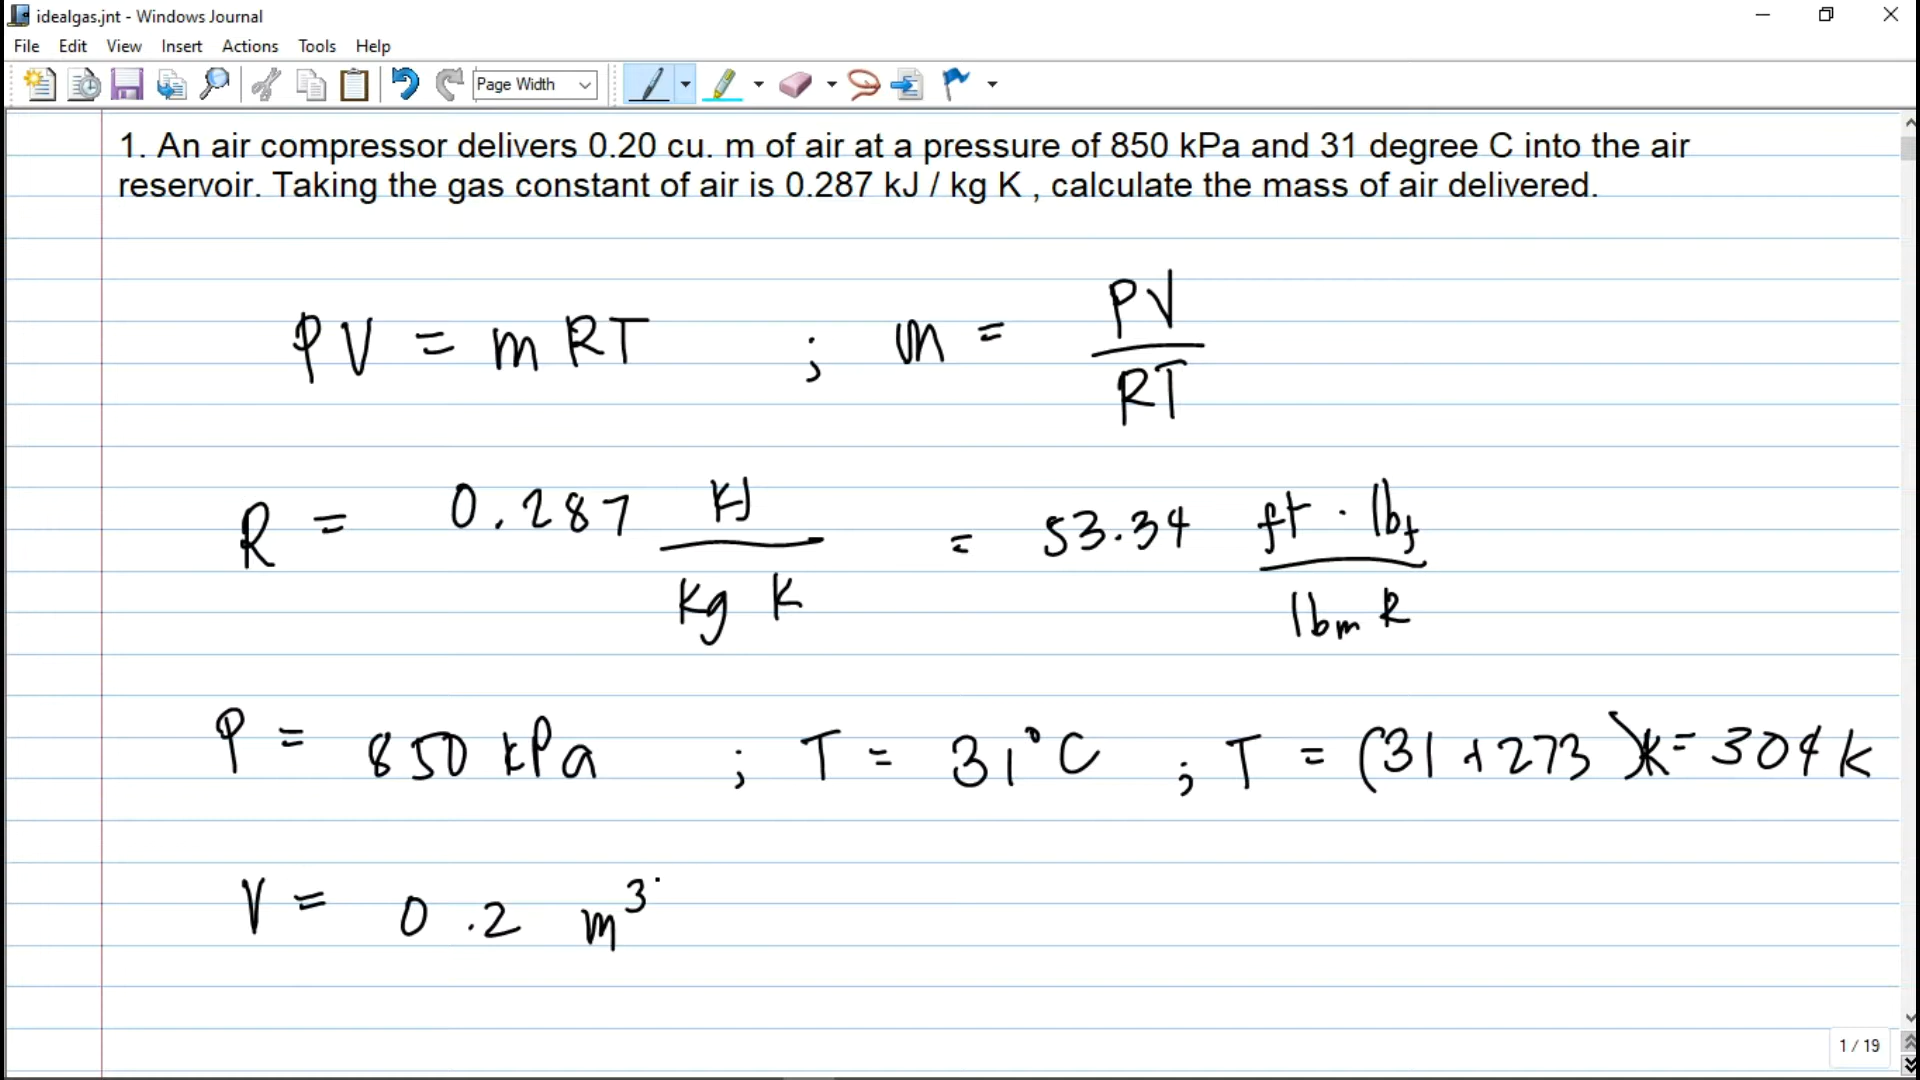 idealgas.jnt - Windows Journal
File Edit View Insert Actions Tools Help
Page Width
1. An air compressor delivers 0.20 cu. m of air at a pressure of 850 kPa and 31 degree C into the air
reservoir. Taking the gas constant of air is 0.287 kJ / kg K , calculate the mass of air delivered.
PV = mRT ; m = PV / RT
R = 0.287 kJ / kg K = 53.34 ft · lbf / lbm R
P = 850 kPa ; T = 31°C ; T = (31+273)K = 304 K
V = 0.2 m³
1 / 19